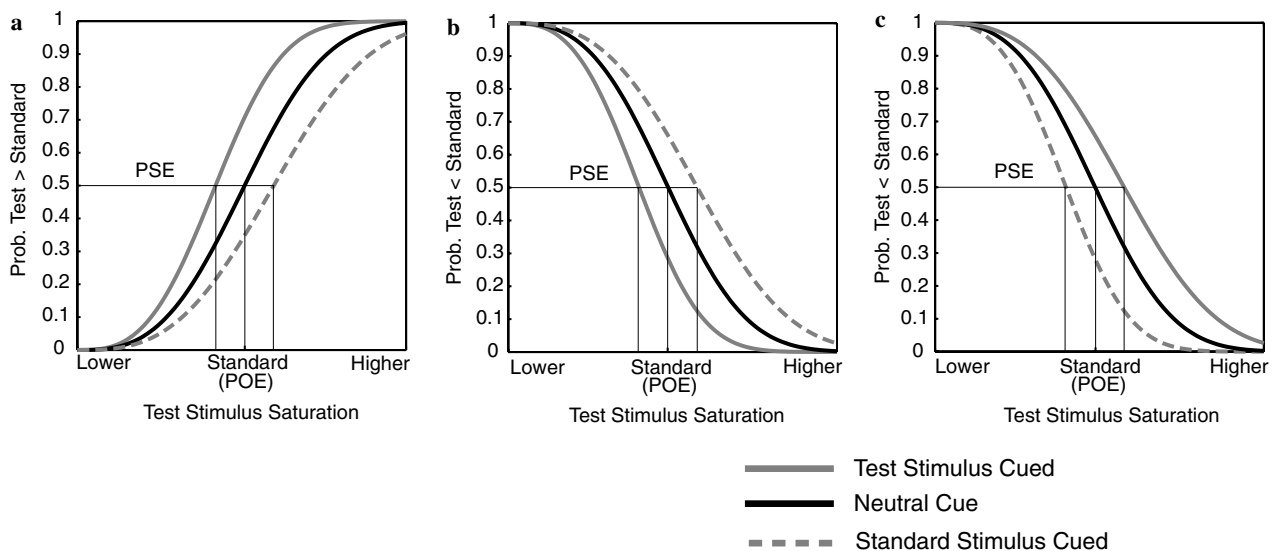 a
1
0.9
0.8
0.7
0.6
0.5
0.4
0.3
0.2
0.1
0
Prob. Test > Standard
PSE
Lower
Standard
(POE)
Higher
Test Stimulus Saturation
b
1
0.9
0.8
0.7
0.6
0.5
0.4
0.3
0.2
0.1
0
Prob. Test < Standard
PSE
Lower
Standard
(POE)
Higher
Test Stimulus Saturation
c
1
0.9
0.8
0.7
0.6
0.5
0.4
0.3
0.2
0.1
0
Prob. Test < Standard
PSE
Lower
Standard
(POE)
Higher
Test Stimulus Saturation
Test Stimulus Cued
Neutral Cue
Standard Stimulus Cued